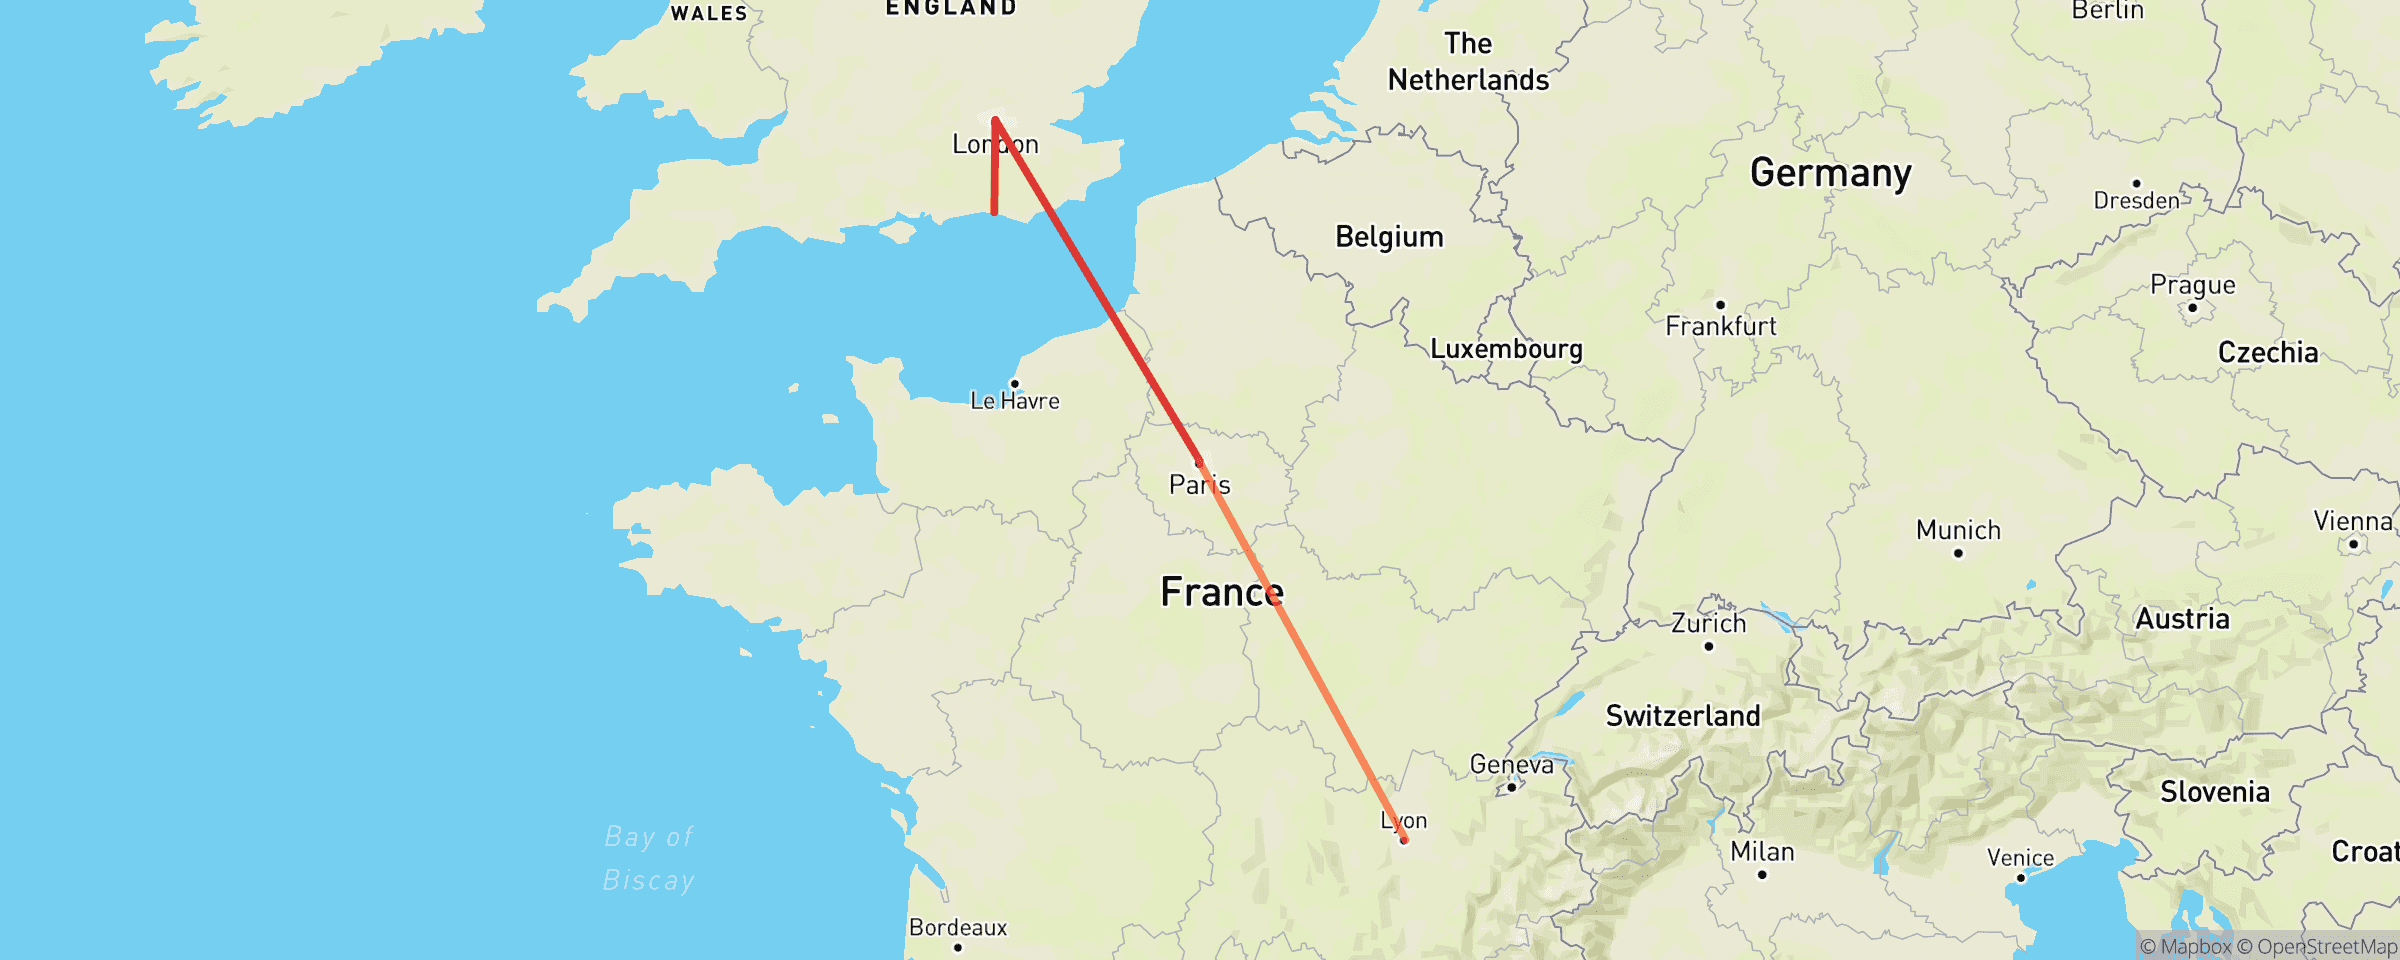 WALES
ENGLAND
Berlin
The
Netherlands
London
Germany
Dresden
Belgium
Prague
Frankfurt
Luxembourg
Czechia
Le Havre
Paris
Vienna
Munich
France
Zurich
Austria
Switzerland
Geneva
Slovenia
Lyon
Bay of
Biscay
Milan
Venice
Croat
Bordeaux
© Mapbox © OpenStreetMap